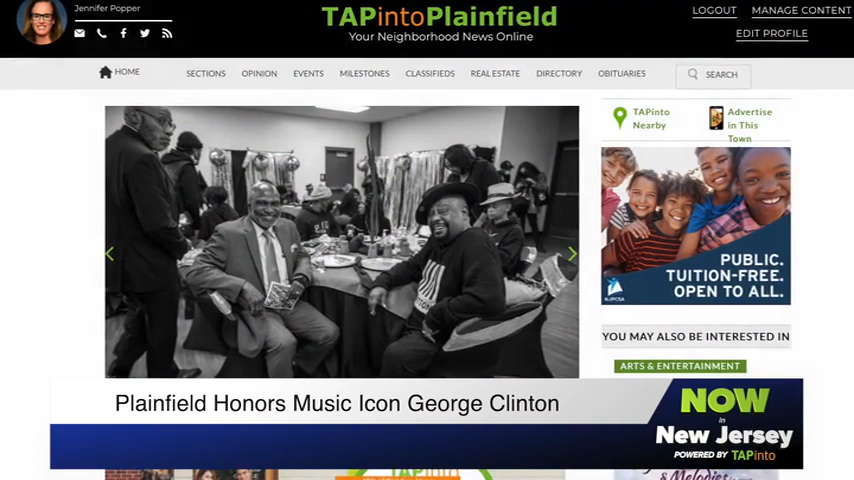 Jennifer Popper
TAPintoPlainfield
Your Neighborhood News Online
LOGOUT
MANAGE CONTENT
EDIT PROFILE
HOME
SECTIONS
OPINION
EVENTS
MILESTONES
CLASSIFIEDS
REAL ESTATE
DIRECTORY
OBITUARIES
SEARCH
TAPinto
Nearby
Advertise
in This
Town
PUBLIC.
TUITION-FREE.
OPEN TO ALL.
YOU MAY ALSO BE INTERESTED IN
ARTS & ENTERTAINMENT
Plainfield Honors Music Icon George Clinton
NOW
in
New Jersey
POWERED BY TAPinto
TAPinto
& Melodies